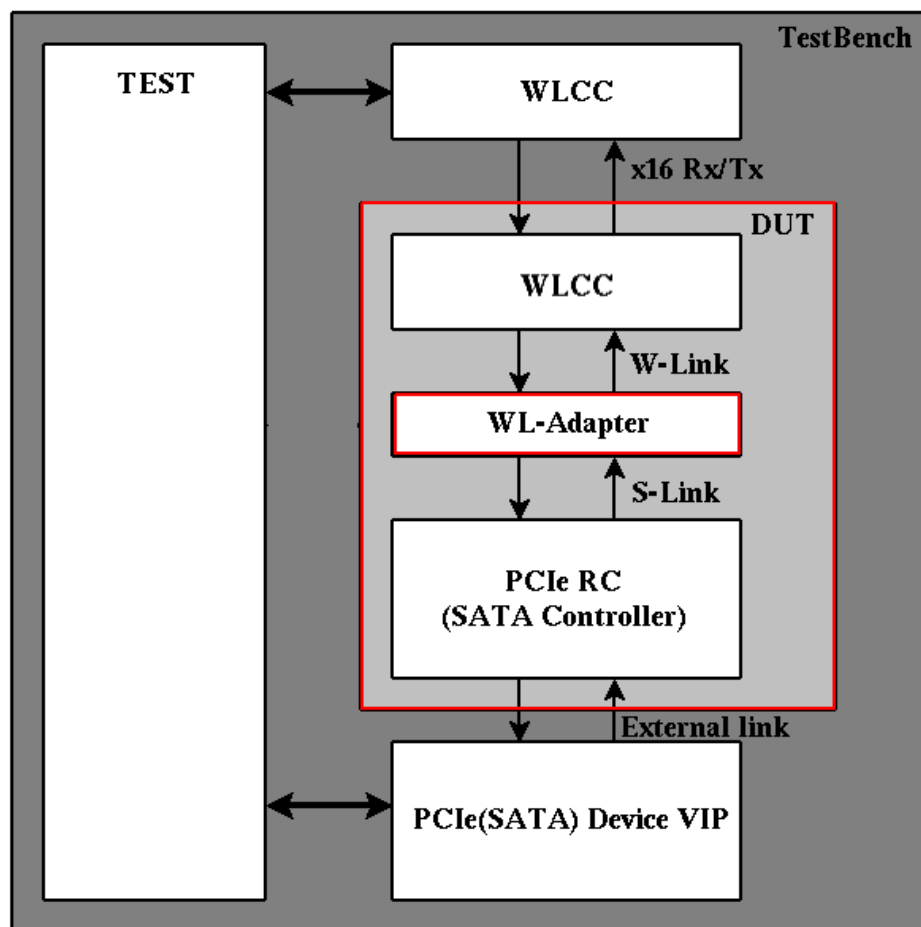 TestBench
TEST
WLCC
x16 Rx/Tx
DUT
WLCC
W-Link
WL-Adapter
S-Link
PCIe RC
(SATA Controller)
External link
PCIe(SATA) Device VIP